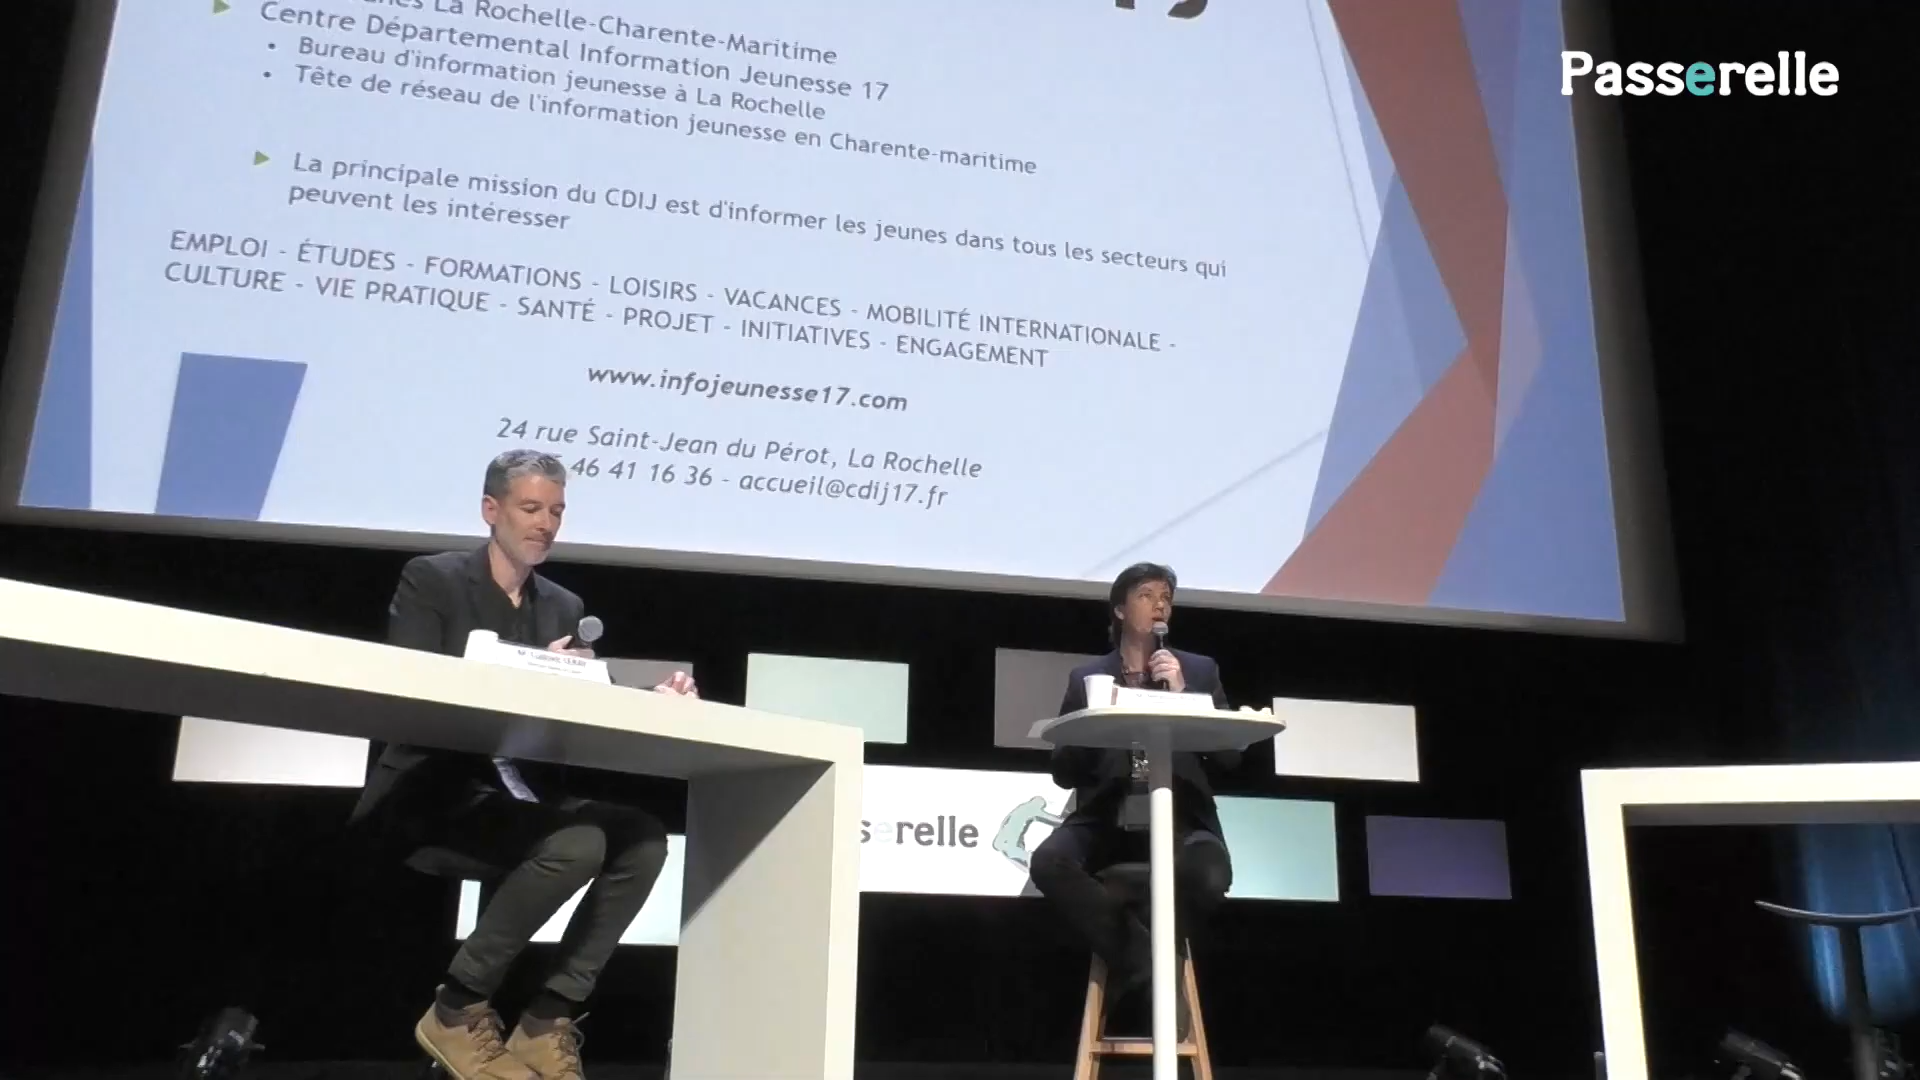 La Rochelle-Charente-Maritime
Centre Départemental Information Jeunesse 17
• Bureau d'information jeunesse à La Rochelle
• Tête de réseau de l'information jeunesse en Charente-maritime
La principale mission du CDIJ est d'informer les jeunes dans tous les secteurs qui
peuvent les intéresser
EMPLOI - ÉTUDES - FORMATIONS - LOISIRS - VACANCES - MOBILITÉ INTERNATIONALE -
CULTURE - VIE PRATIQUE - SANTÉ - PROJET - INITIATIVES - ENGAGEMENT
www.infojeunesse17.com
24 rue Saint-Jean du Pérot, La Rochelle
46 41 16 36 - accueil@cdij17.fr
Passerelle
serelle